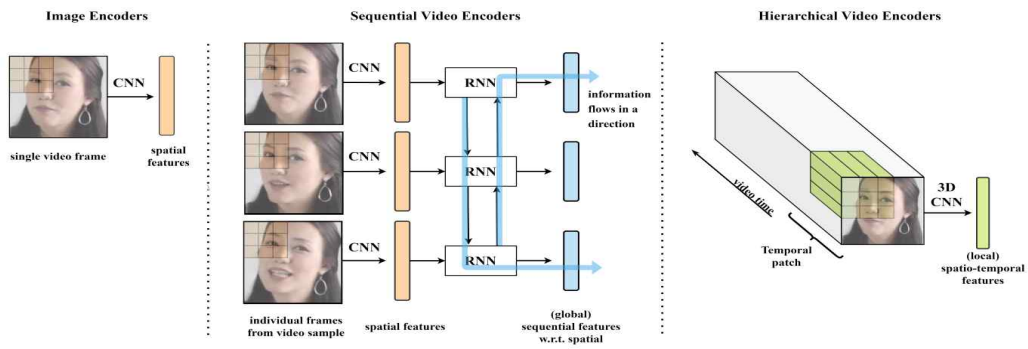 Image Encoders
CNN
single video frame
spatial
features
Sequential Video Encoders
CNN
RNN
information
flows in a
direction
CNN
RNN
CNN
RNN
individual frames
from video sample
spatial features
(global)
sequential features
w.r.t. spatial
Hierarchical Video Encoders
video time
Temporal
patch
3D
CNN
(local)
spatio-temporal
features